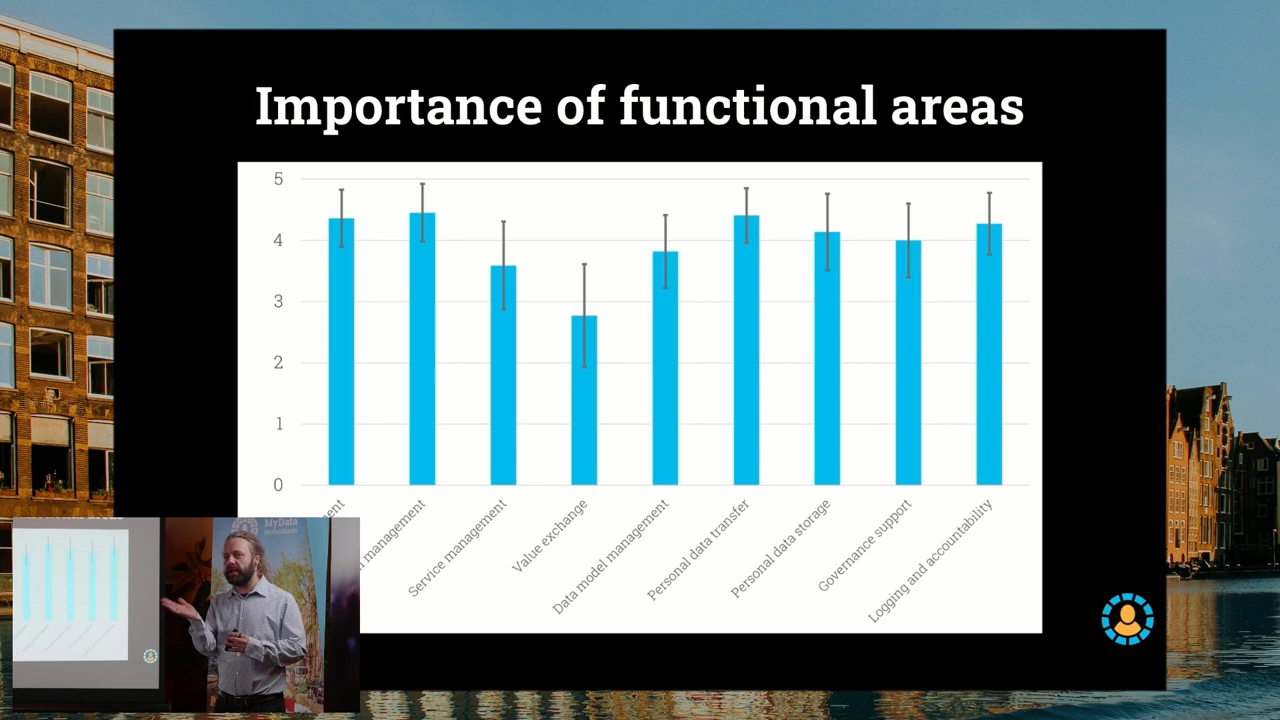 Importance of functional areas
5
4
3
2
1
0
management
Service management
Value exchange
Data model management
Personal data transfer
Personal data storage
Governance support
Logging and accountability
MyData